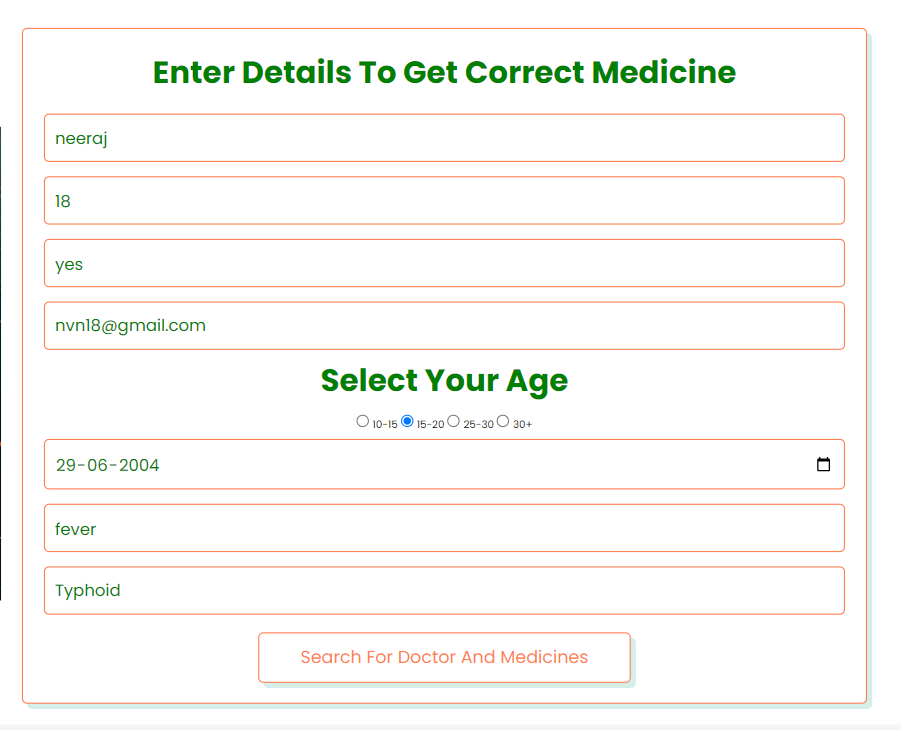 Enter Details To Get Correct Medicine
neeraj
18
yes
nvn18@gmail.com
Select Your Age
10-15 15-20 25-30 30+
29-06-2004
fever
Typhoid
Search For Doctor And Medicines